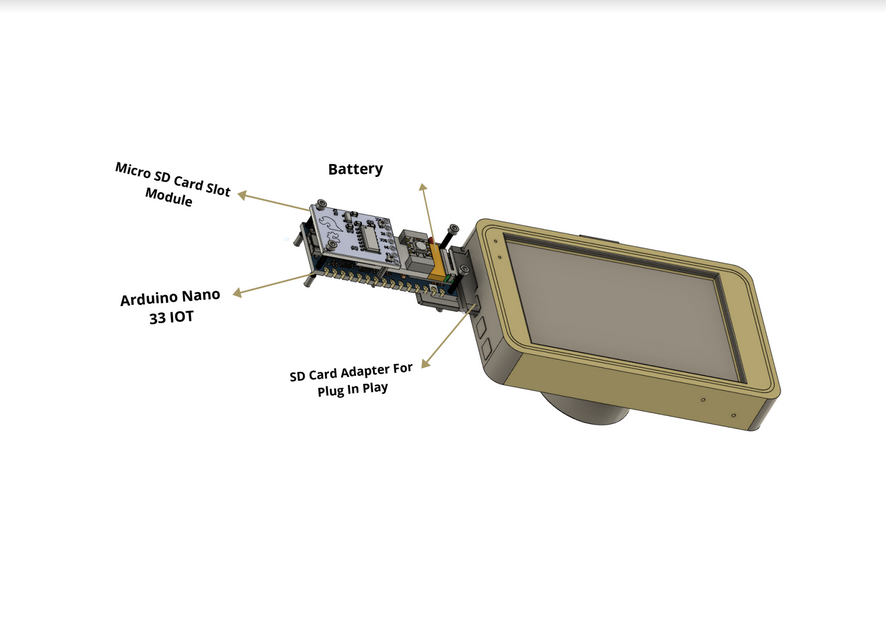 Micro SD Card Slot
Module
Battery
Arduino Nano
33 IOT
SD Card Adapter For
Plug In Play